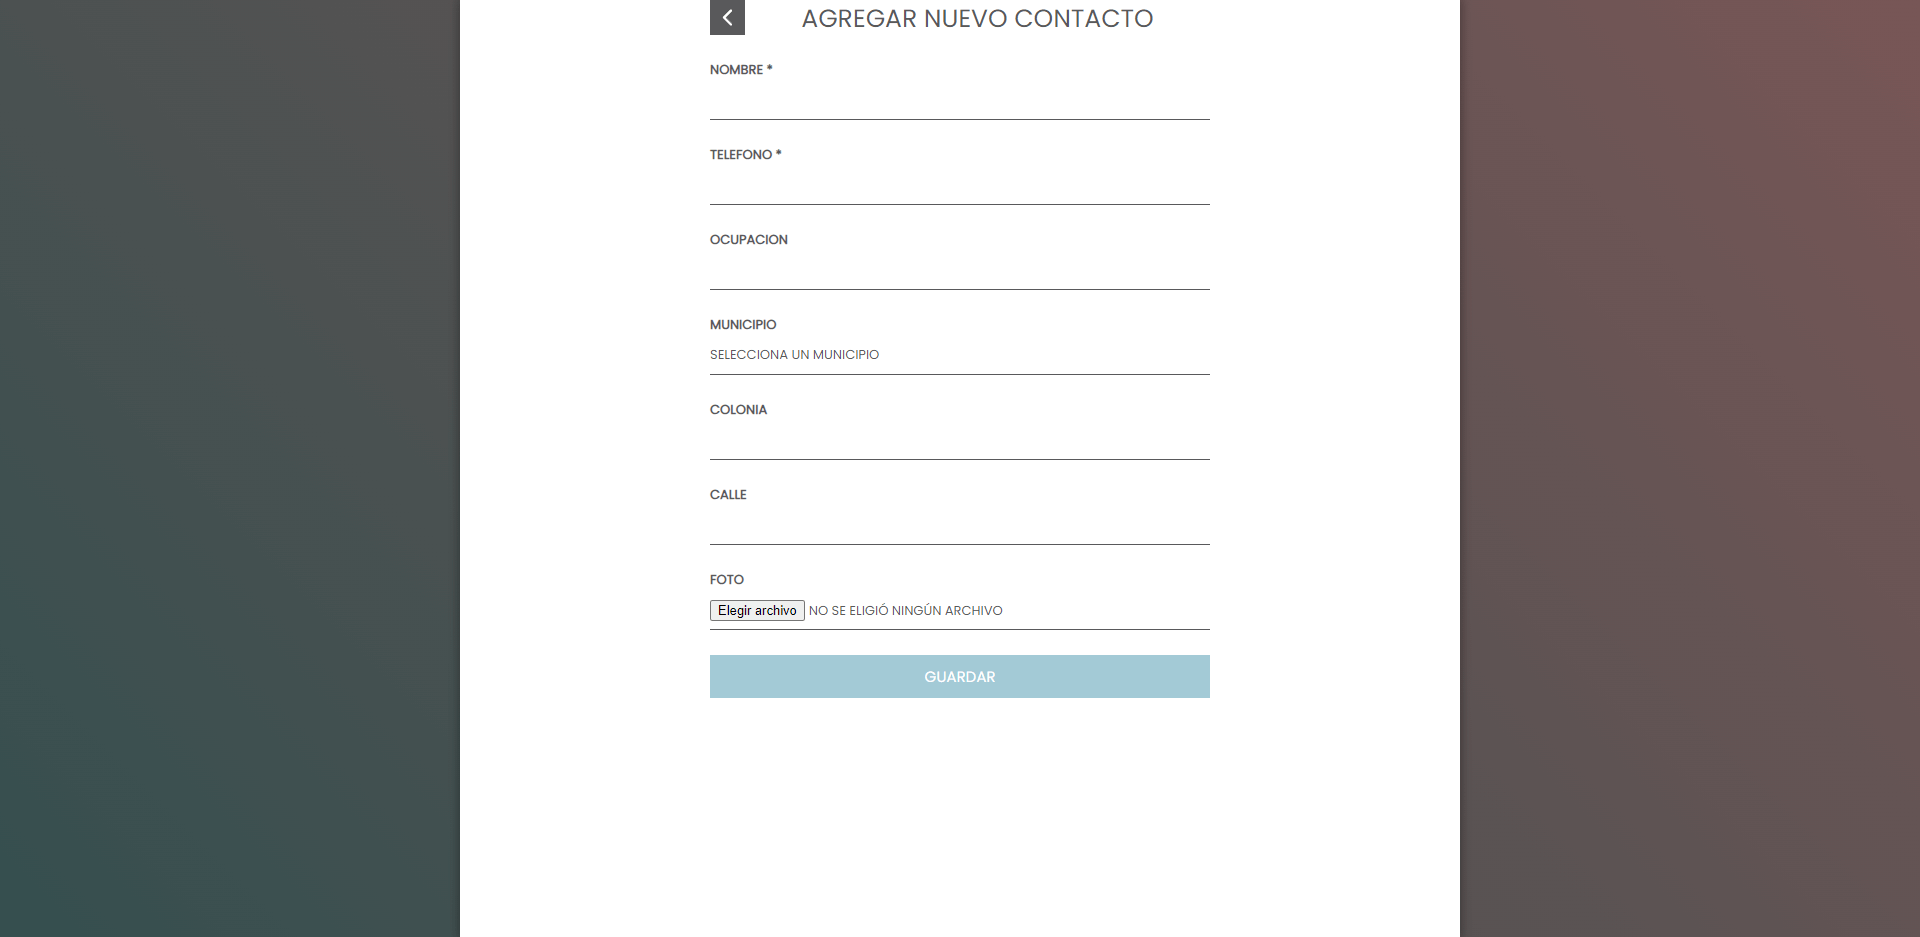 AGREGAR NUEVO CONTACTO
NOMBRE *
TELEFONO *
OCUPACION
MUNICIPIO
SELECCIONA UN MUNICIPIO
COLONIA
CALLE
FOTO
Elegir archivo NO SE ELIGIÓ NINGÚN ARCHIVO
GUARDAR